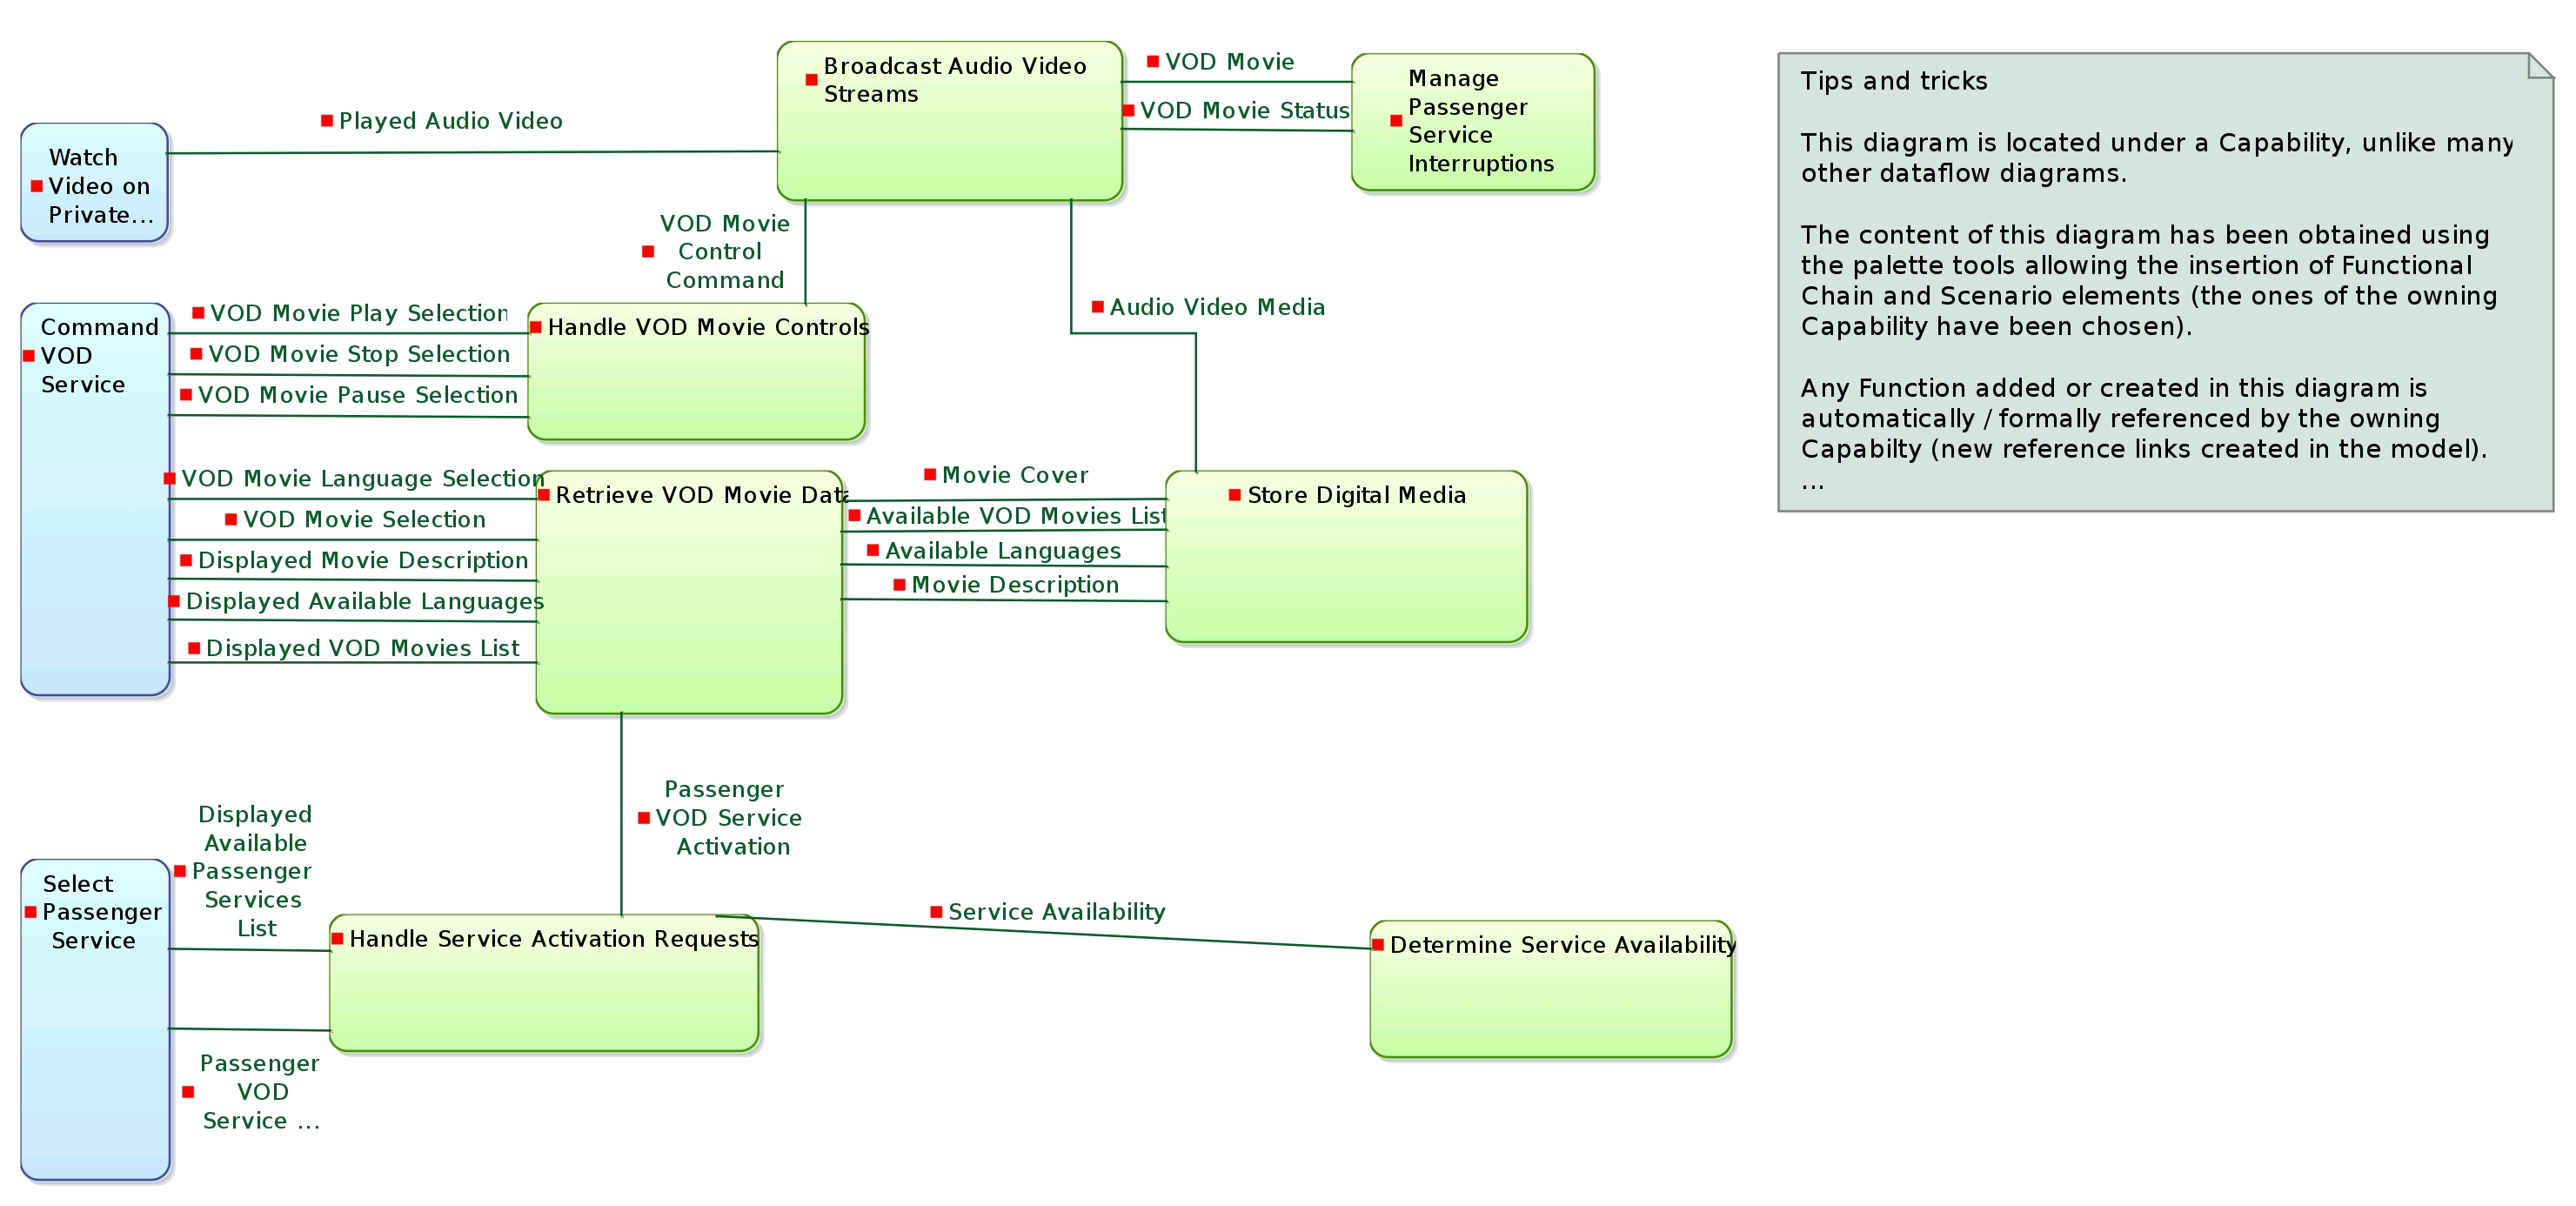 Broadcast Audio Video
Streams
VOD Movie
VOD Movie Status
Manage
Passenger
Service
Interruptions
Played Audio Video
Watch
Video on
Private...
VOD Movie
Control
Command
Audio Video Media
Command
VOD
Service
VOD Movie Play Selection
VOD Movie Stop Selection
VOD Movie Pause Selection
Handle VOD Movie Controls
VOD Movie Language Selection
VOD Movie Selection
Displayed Movie Description
Displayed Available Languages
Displayed VOD Movies List
Retrieve VOD Movie Data
Movie Cover
Available VOD Movies List
Available Languages
Movie Description
Store Digital Media
Passenger
VOD Service
Activation
Displayed
Available
Passenger
Services
List
Select
Passenger
Service
Handle Service Activation Requests
Service Availability
Determine Service Availability
Passenger
VOD
Service ...
Tips and tricks
This diagram is located under a Capability, unlike many
other dataflow diagrams.
The content of this diagram has been obtained using
the palette tools allowing the insertion of Functional
Chain and Scenario elements (the ones of the owning
Capability have been chosen).
Any Function added or created in this diagram is
automatically / formally referenced by the owning
Capabilty (new reference links created in the model).
...